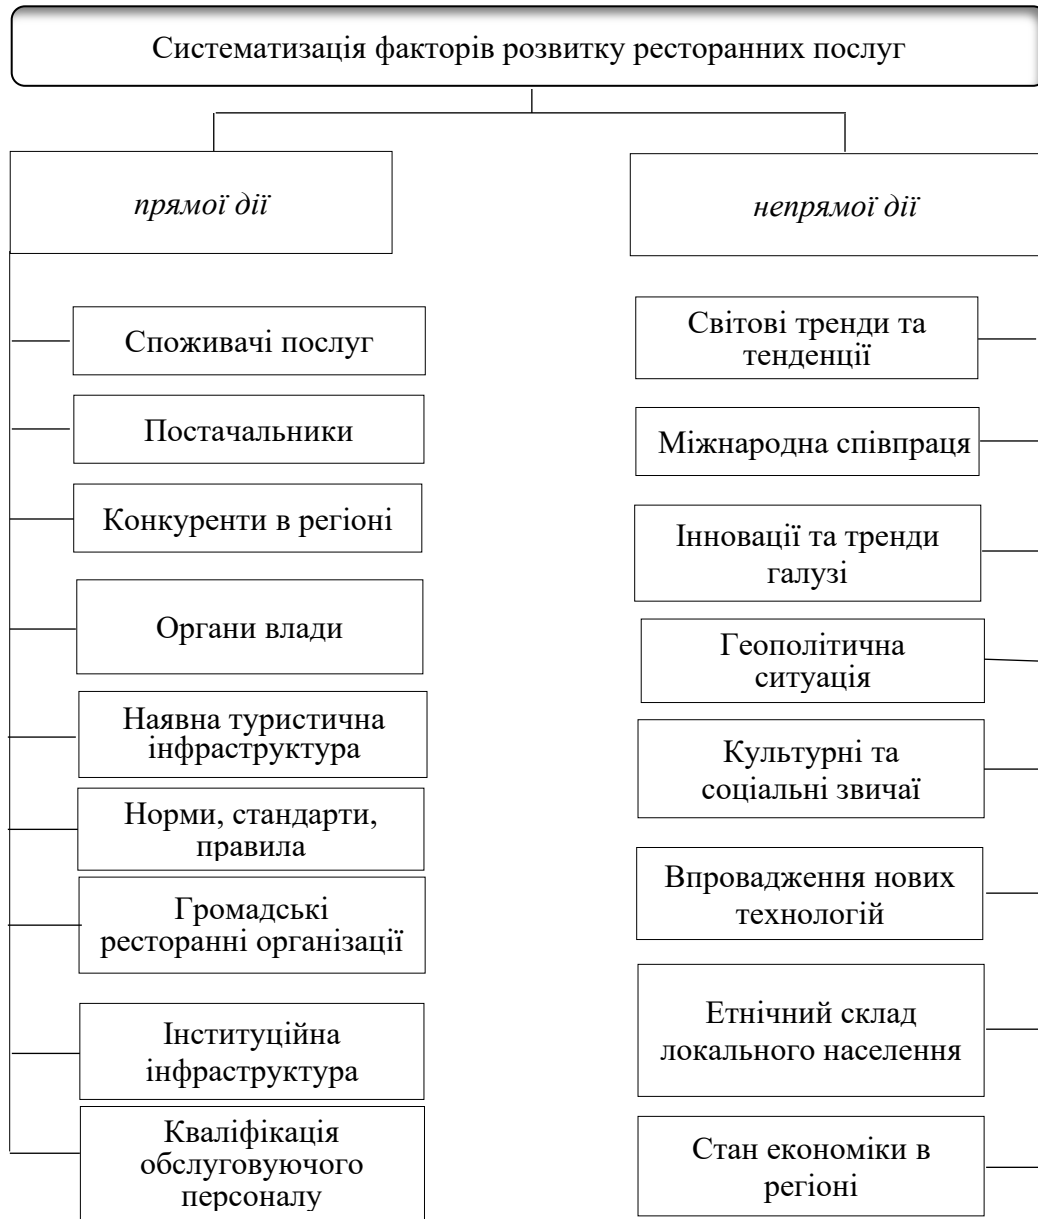 Систематизація факторів розвитку ресторанних послуг
прямої дії
Споживачі послуг
Постачальники
Конкуренти в регіоні
Органи влади
Наявна туристична
інфраструктура
Норми, стандарти,
правила
Громадські
ресторанні організації
Інституційна
інфраструктура
Кваліфікація
обслуговуючого
персоналу
непрямої дії
Світові тренди та
тенденції
Міжнародна співпраця
Інновації та тренди
галузі
Геополітична
ситуація
Культурні та
соціальні звичаї
Впровадження нових
технологій
Етнічний склад
локального населення
Стан економіки в
регіоні